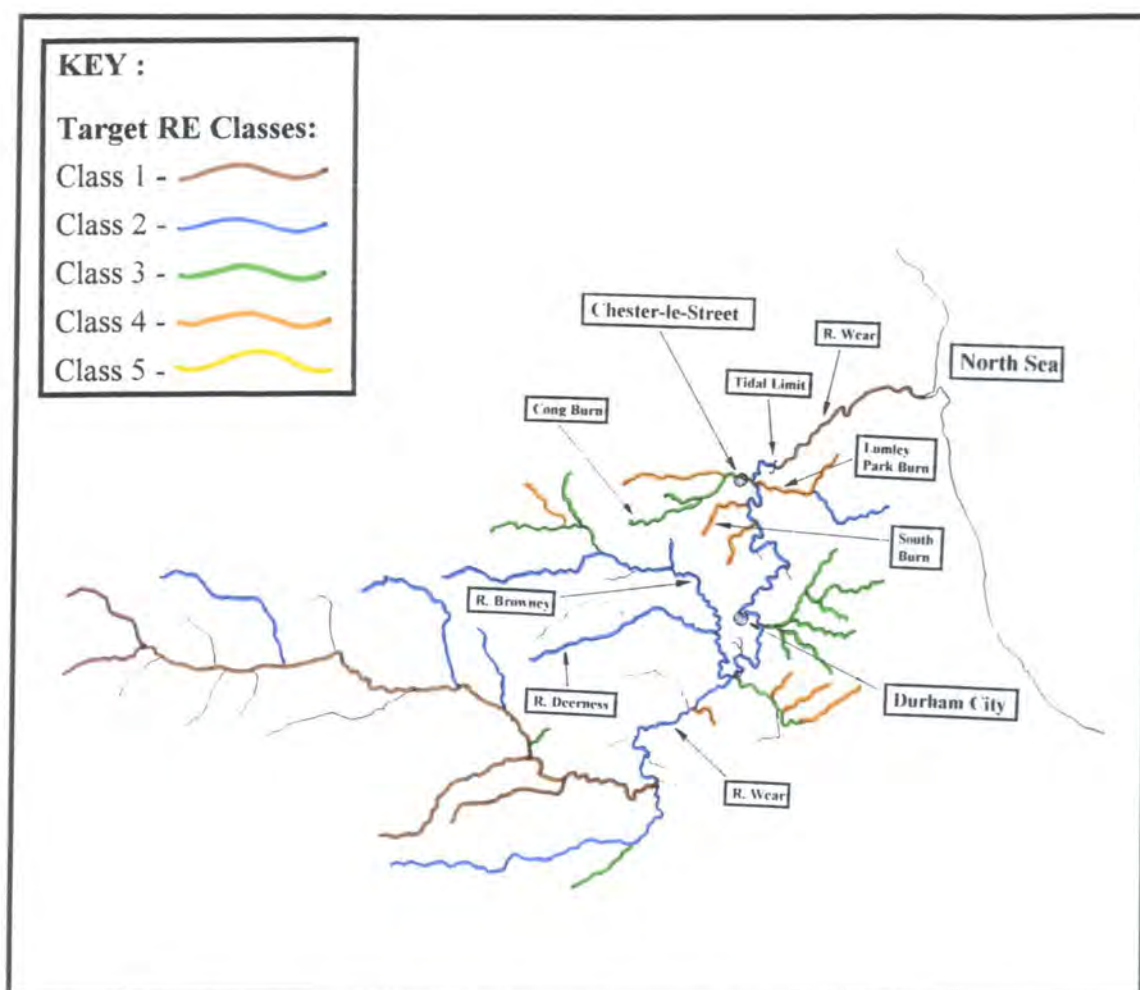 KEY :
Target RE Classes:
Class 1 -
Class 2 -
Class 3 -
Class 4 -
Class 5 -
Chester-le-Street
R. Wear
North Sea
Tidal Limit
Cong Burn
Lumley
Park Burn
South
Burn
R. Browney
R. Deerness
Durham City
R. Wear